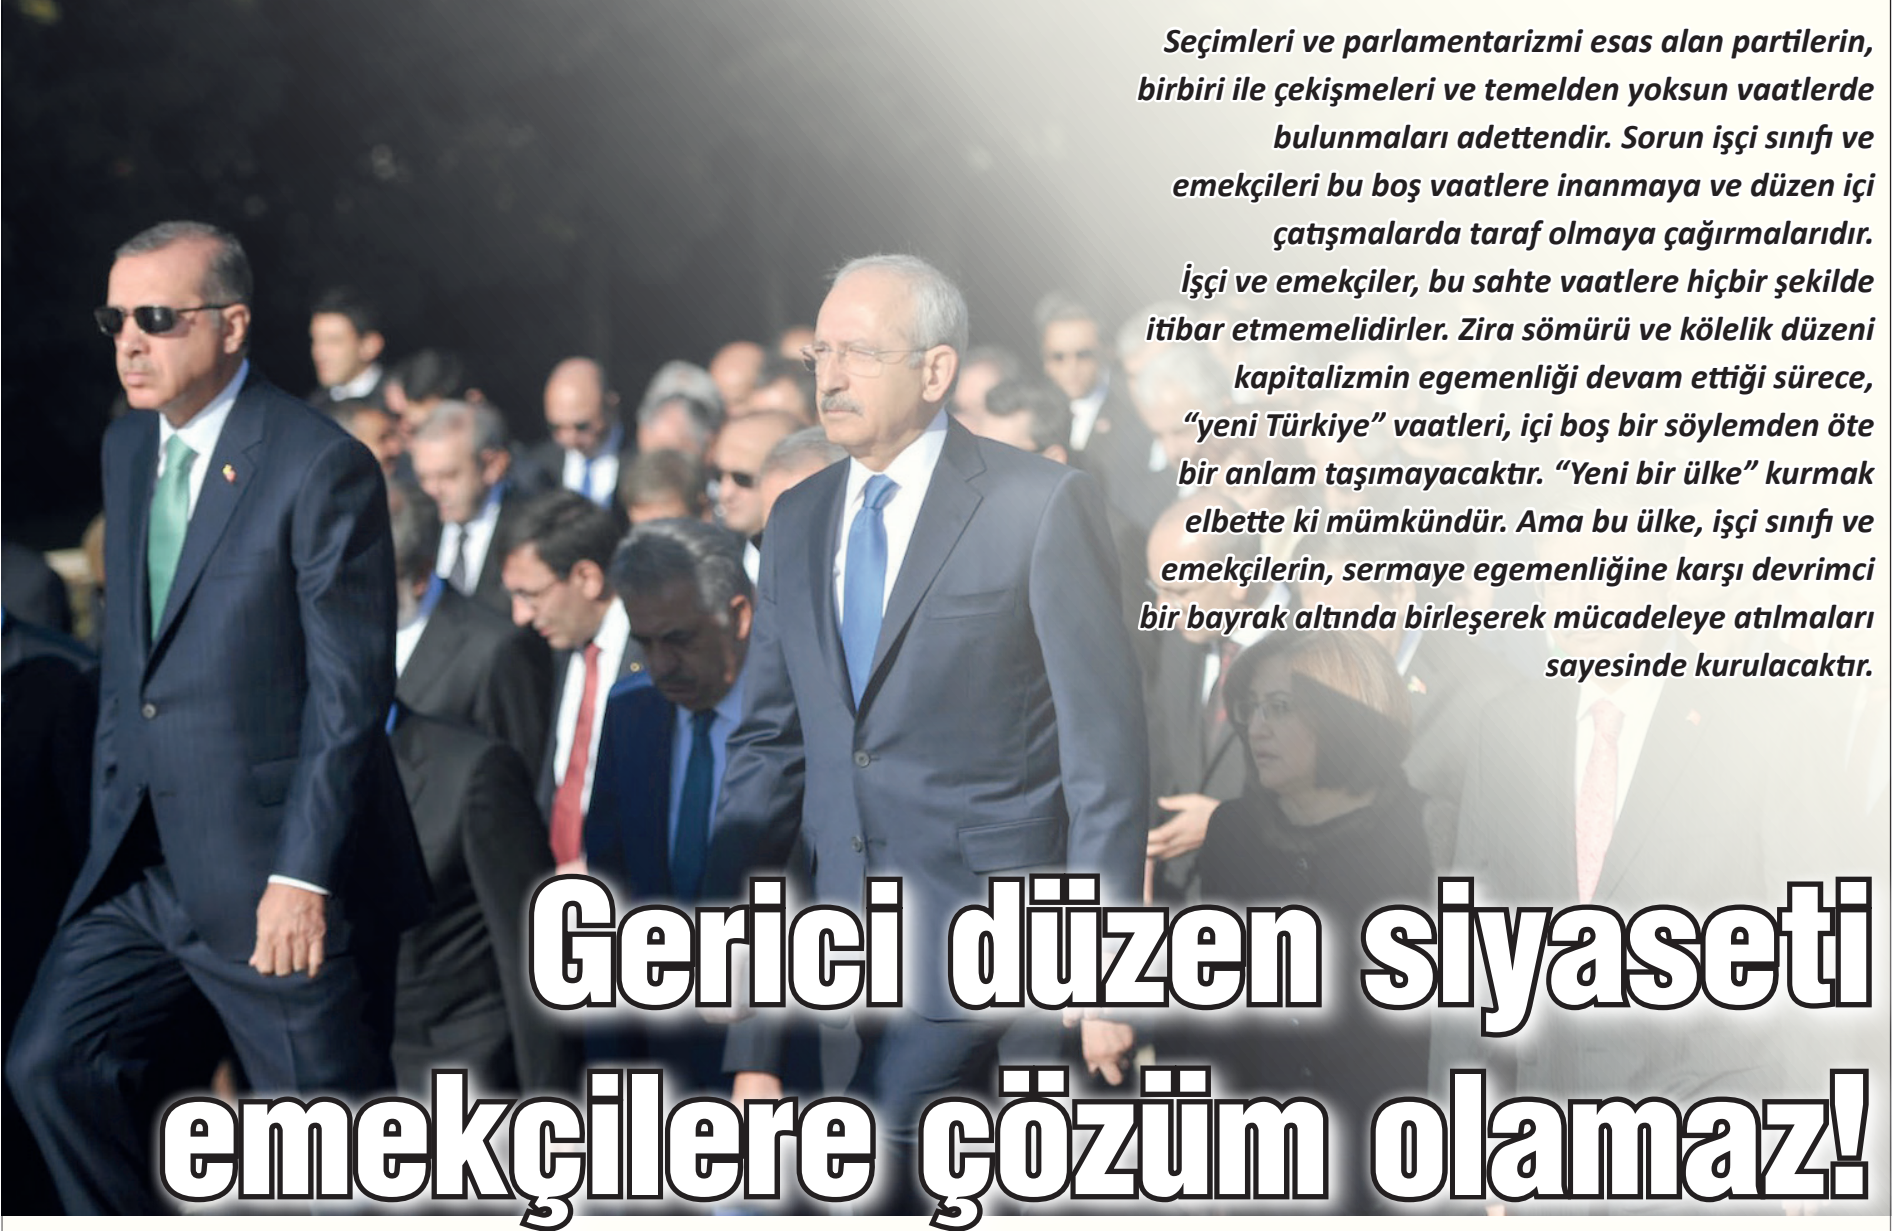 Seçimleri ve parlamentarizmi esas alan partilerin,
birbiri ile çekişmeleri ve temelden yoksun vaatlerde
bulunmaları adettendir. Sorun işçi sınıfı ve
emekçileri bu boş vaatlere inanmaya ve düzen içi
çatışmalarda taraf olmaya çağırmalarıdır.
İşçi ve emekçiler, bu sahte vaatlere hiçbir şekilde
itibar etmemelidirler. Zira sömürü ve kölelik düzeni
kapitalizmin egemenliği devam ettiği sürece,
“yeni Türkiye” vaatleri, içi boş bir söylemden öte
bir anlam taşımayacaktır. “Yeni bir ülke” kurmak
elbette ki mümkündür. Ama bu ülke, işçi sınıfı ve
emekçilerin, sermaye egemenliğine karşı devrimci
bir bayrak altında birleşerek mücadeleye atılmaları
sayesinde kurulacaktır.
Gerici düzen siyaseti
emekçilere çözüm olamaz!